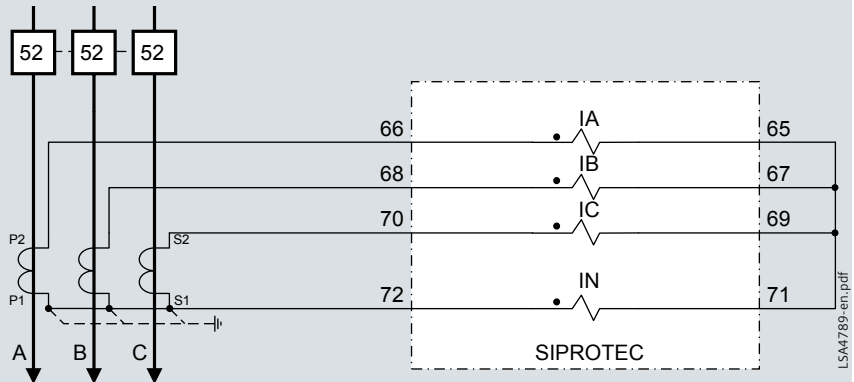 52 52 52
IA
66 65
IB
68 67
IC
70 69
P2 S2
IN
72 71
P1 S1
A B C
SIPROTEC
LSA4789-en.pdf